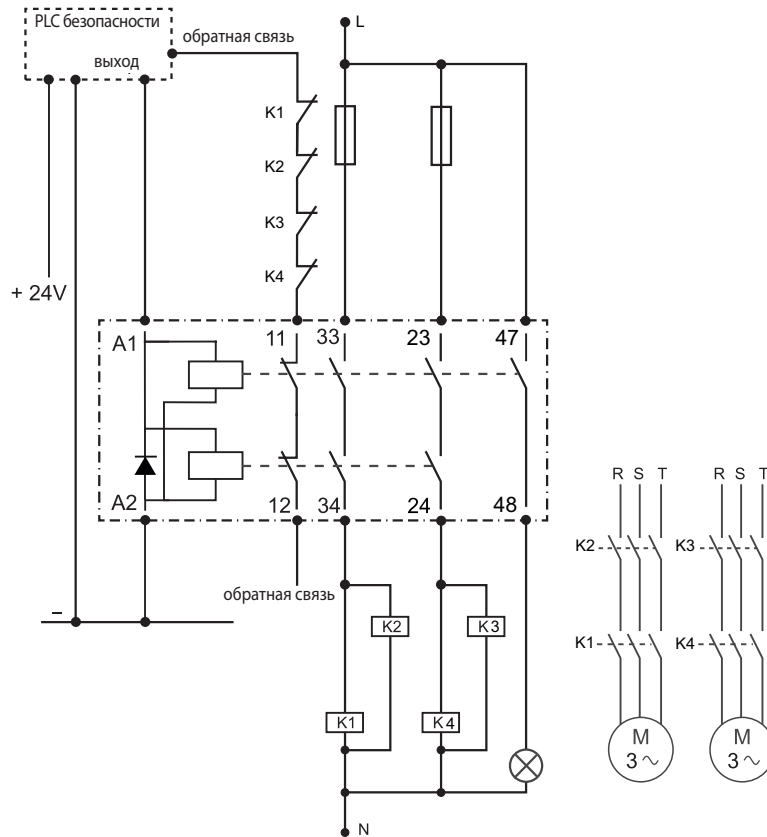 PLC безопасности
выход
обратная связь
L
K1
K2
K3
K4
+ 24V
A1
11
33
23
47
A2
12
34
24
48
обратная связь
–
K2
K3
K1
K4
N
R S T
R S T
K2
K3
K1
K4
M
3 ~
M
3 ~